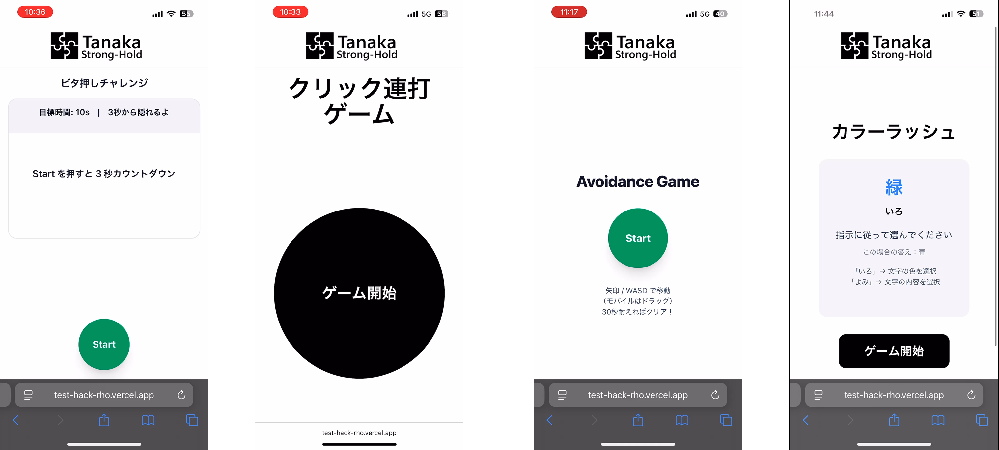 10:36
55
Tanaka
Strong-Hold
ビタ押しチャレンジ
目標時間: 10s | 3秒から隠れるよ
Start を押すと 3 秒カウントダウン
Start
test-hack-rho.vercel.app
10:33
5G 56
Tanaka
Strong-Hold
クリック連打
ゲーム
ゲーム開始
test-hack-rho.vercel.app
11:17
5G 40
Tanaka
Strong-Hold
Avoidance Game
Start
矢印 / WASD で移動
（モバイルはドラッグ）
30秒耐えればクリア！
test-hack-rho.vercel.app
11:44
51
Tanaka
Strong-Hold
カラーラッシュ
緑
いろ
指示に従って選んでください
この場合の答え：青
「いろ」→ 文字の色を選択
「よみ」→ 文字の内容を選択
ゲーム開始
test-hack-rho.vercel.app